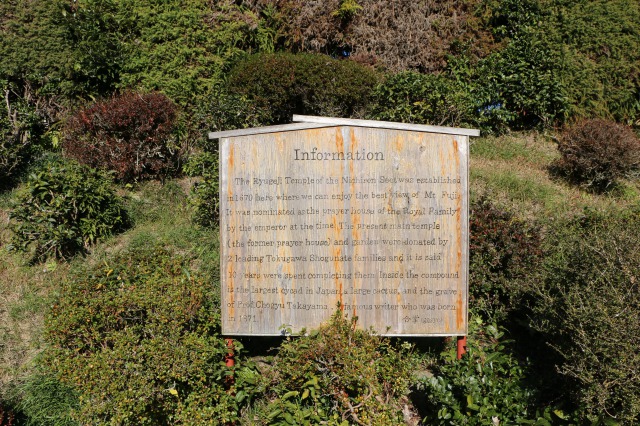 Information
The Ryugeji Temple of the Nichiren Sect was established
in 1670 here where we can enjoy the best view of Mt. Fuji.
It was nominated as the prayer house of the Royal Family
by the emperor at the time. The present main temple
(the former prayer house) and garden were donated by
2 leading Tokugawa Shogunate families and it is said
10 years were spent completing them. Inside the compound
is the largest cycad in Japan, a large cactus, and the grave
of Prof. Chogyu Takayama, famous writer who was born
in 1871.